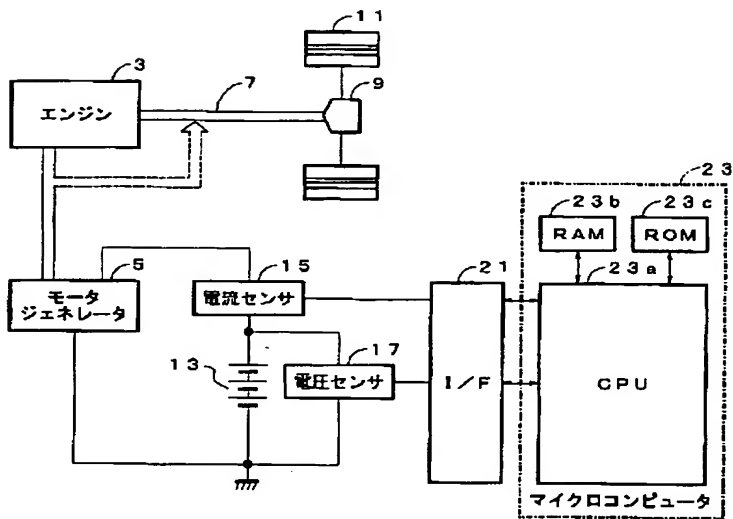 11
3
7
9
エンジン
23
23b
23c
RAM
ROM
5
15
21
23a
モータ
ジェネレータ
電流センサ
17
13
電圧センサ
I/F
CPU
マイクロコンピュータ